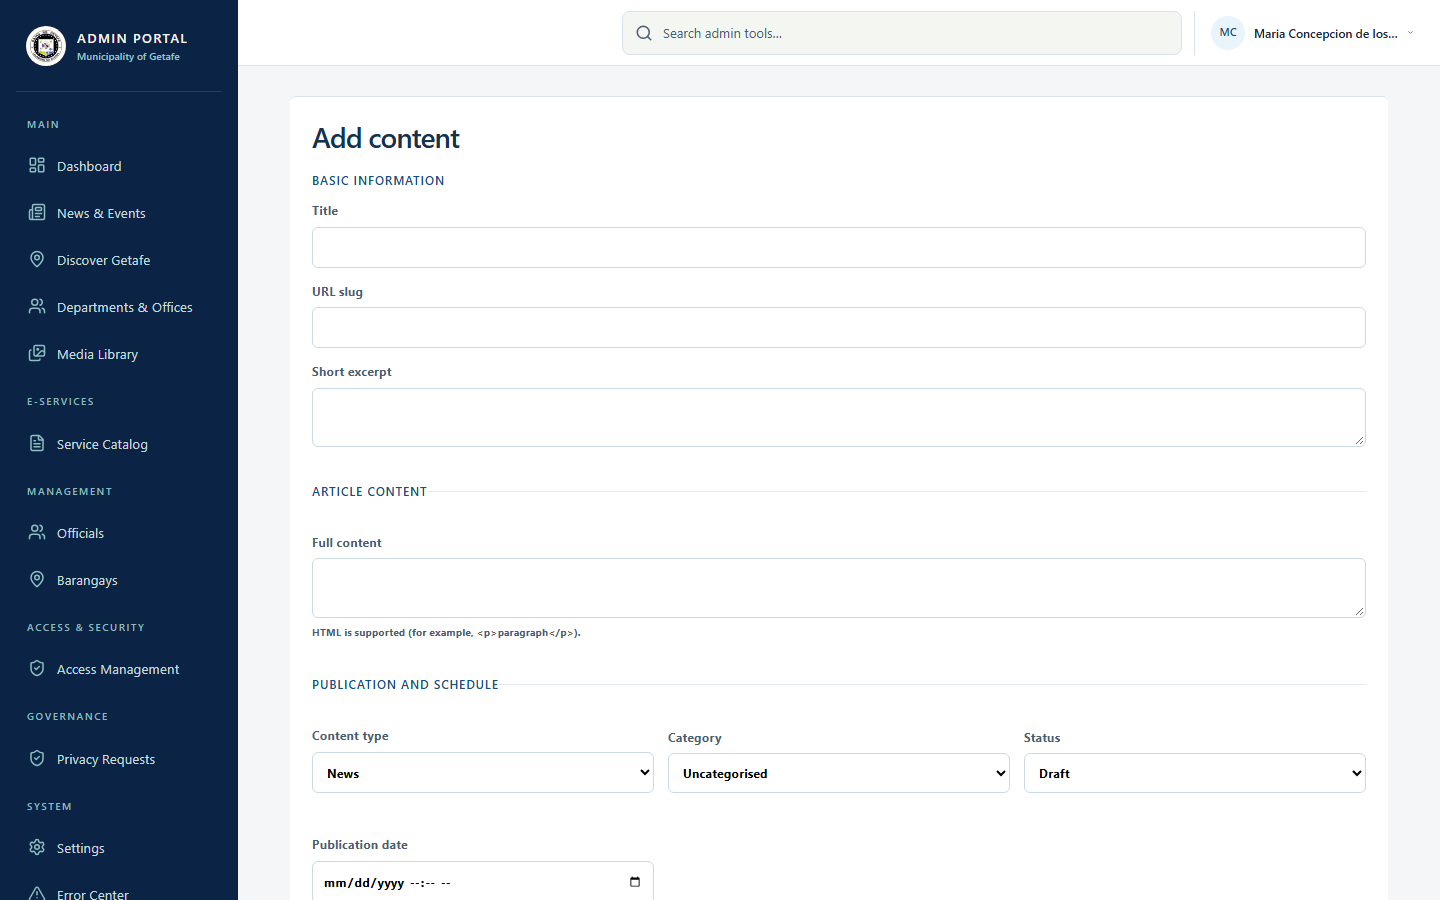 ADMIN PORTAL
Municipality of Getafe
Search admin tools...
MC
Maria Concepcion de los...
MAIN
Dashboard
News & Events
Discover Getafe
Departments & Offices
Media Library
E-SERVICES
Service Catalog
MANAGEMENT
Officials
Barangays
ACCESS & SECURITY
Access Management
GOVERNANCE
Privacy Requests
SYSTEM
Settings
Error Center
Add content
BASIC INFORMATION
Title
URL slug
Short excerpt
ARTICLE CONTENT
Full content
HTML is supported (for example, <p>paragraph</p>).
PUBLICATION AND SCHEDULE
Content type
Category
Status
News
Uncategorised
Draft
Publication date
mm/dd/yyyy --:-- --